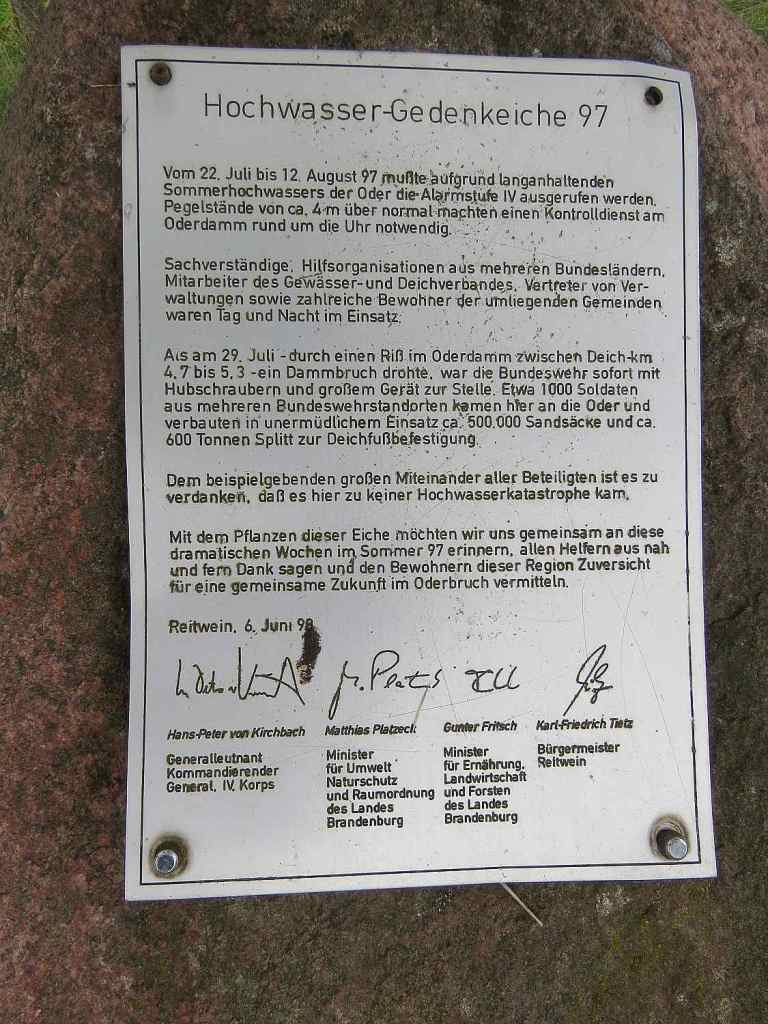 Hochwasser-Gedenkeiche 97
Vom 22. Juli bis 12. August 97 mußte aufgrund langanhaltenden
Sommerhochwassers der Oder die Alarmstufe IV ausgerufen werden.
Pegelstände von ca. 4 m über normal machten einen Kontrolldienst am
Oderdamm rund um die Uhr notwendig.
Sachverständige, Hilfsorganisationen aus mehreren Bundesländern,
Mitarbeiter des Gewässer- und Deichverbandes, Vertreter von Ver-
waltungen sowie zahlreiche Bewohner der umliegenden Gemeinden
waren Tag und Nacht im Einsatz.
Als am 29. Juli - durch einen Riß im Oderdamm zwischen Deich-km
4,7 bis 5,3 - ein Dammbruch drohte, war die Bundeswehr sofort mit
Hubschraubern und großem Gerät zur Stelle. Etwa 1000 Soldaten
aus mehreren Bundeswehrstandorten kamen hier an die Oder und
verbauten in unermüdlichem Einsatz ca. 500.000 Sandsäcke und ca.
600 Tonnen Splitt zur Deichfußbefestigung.
Dem beispielgebenden großen Miteinander aller Beteiligten ist es zu
verdanken, daß es hier zu keiner Hochwasserkatastrophe kam.
Mit dem Pflanzen dieser Eiche möchten wir uns gemeinsam an diese
dramatischen Wochen im Sommer 97 erinnern, allen Helfern aus nah
und fern Dank sagen und den Bewohnern dieser Region Zuversicht
für eine gemeinsame Zukunft im Oderbruch vermitteln.
Reitwein, 6. Juni 98
Hans-Peter von Kirchbach
Generalleutnant
Kommandierender
General, IV. Korps
M. Platzeck
Matthias Platzeck
Minister
für Umwelt
Naturschutz
und Raumordnung
des Landes
Brandenburg
Gunter Fritsch
Minister
für Ernährung,
Landwirtschaft
und Forsten
des Landes
Brandenburg
Karl-Friedrich Tietz
Bürgermeister
Reitwein